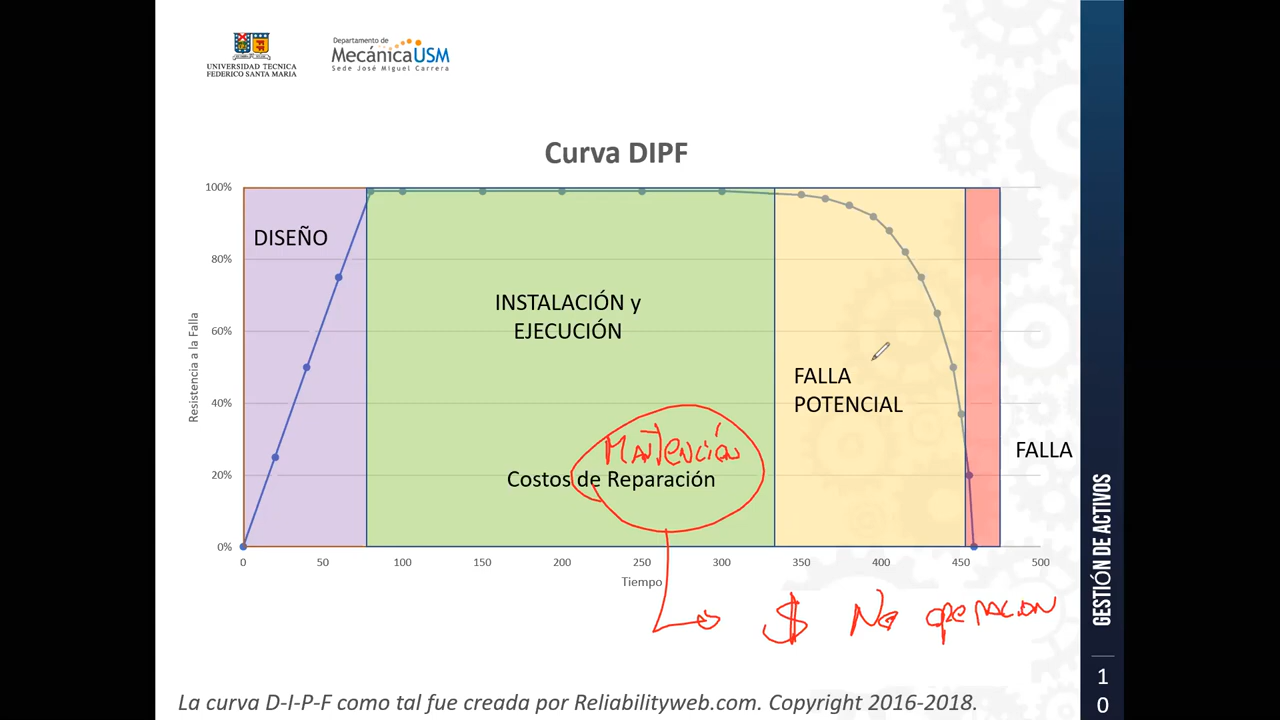 UNIVERSIDAD TECNICA
FEDERICO SANTA MARIA
Departamento de
MecánicaUSM
Sede José Miguel Carrera
Curva DIPF
100%
80%
60%
40%
20%
0%
Resistencia a la Falla
DISEÑO
INSTALACIÓN y
EJECUCIÓN
FALLA
POTENCIAL
FALLA
Mantención
Costos de Reparación
0 50 100 150 200 250 300 350 400 450 500
Tiempo
$ No operacion
GESTIÓN DE ACTIVOS
1
0
La curva D-I-P-F como tal fue creada por Reliabilityweb.com. Copyright 2016-2018.